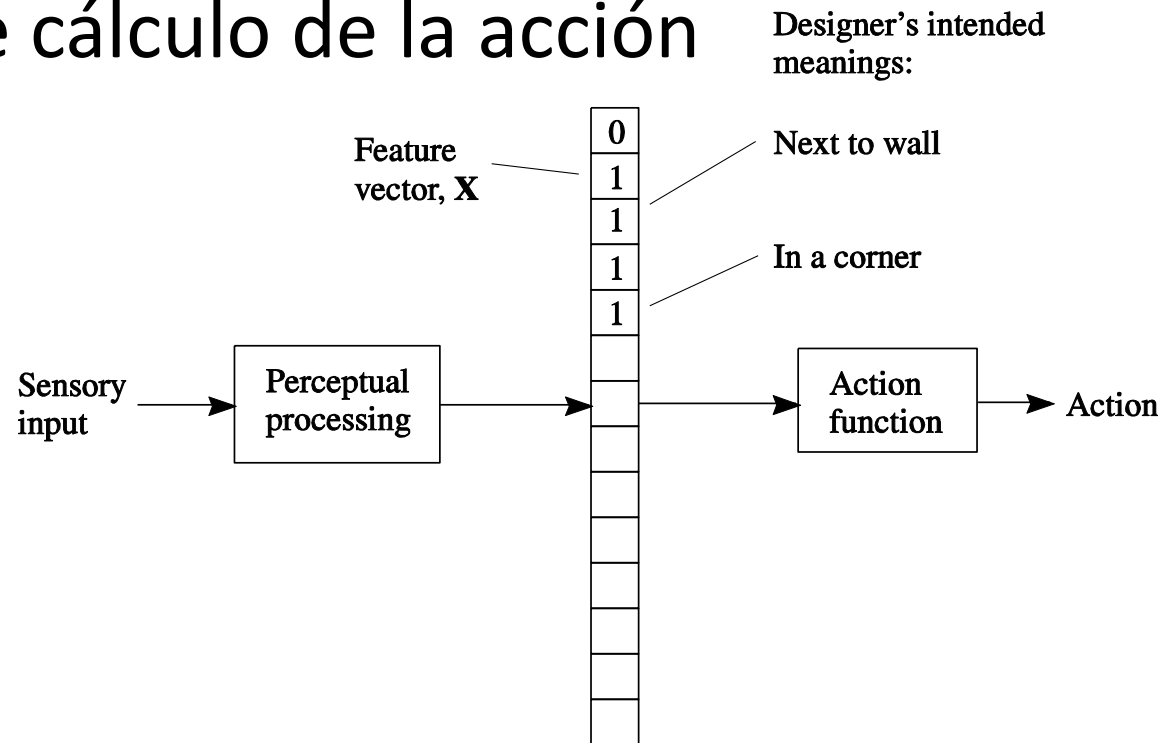 e cálculo de la acción
Designer's intended
meanings:
Feature
vector, X
0
1
1
1
1
Next to wall
In a corner
Sensory
input
Perceptual
processing
Action
function
Action